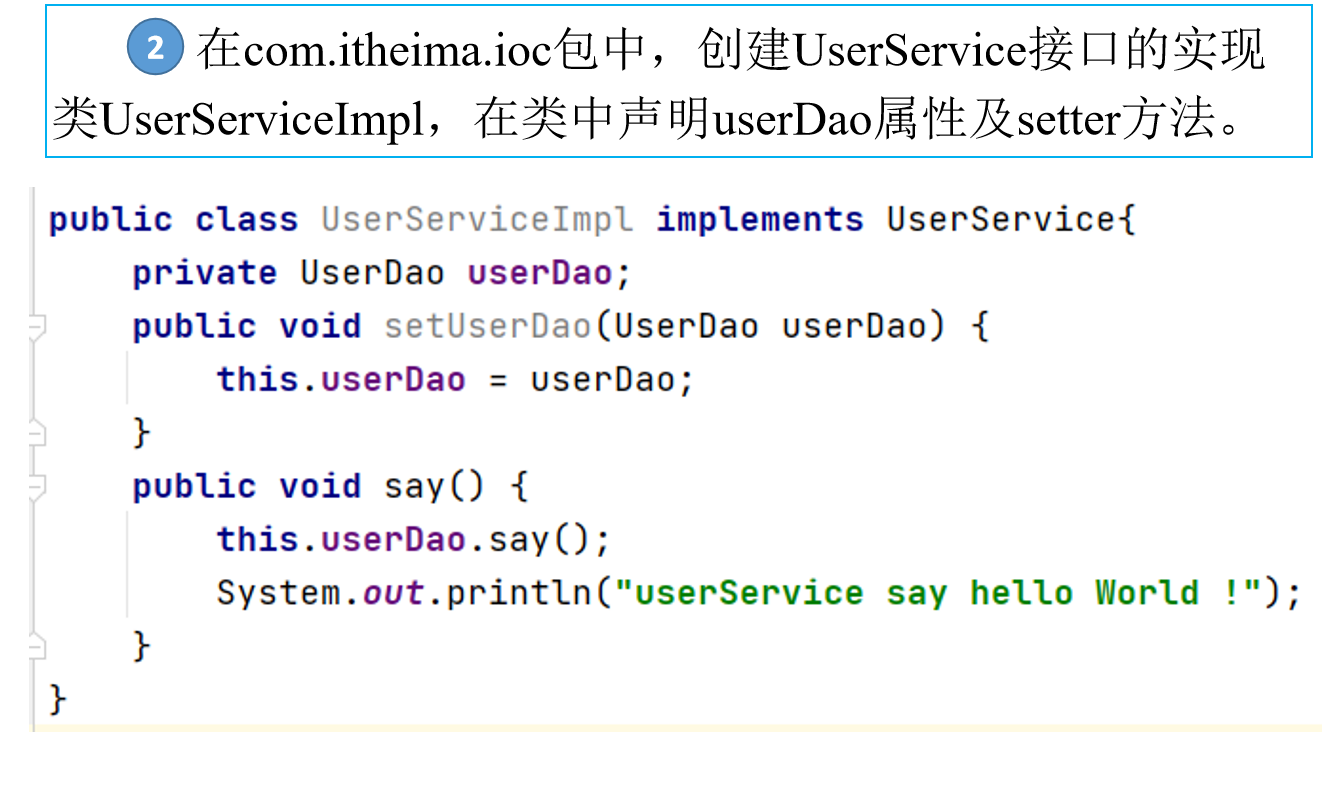 2 在com.itheima.ioc包中，创建UserService接口的实现
类UserServiceImpl，在类中声明userDao属性及setter方法。
public class UserServiceImpl implements UserService{
    private UserDao userDao;
    public void setUserDao(UserDao userDao) {
        this.userDao = userDao;
    }
    public void say() {
        this.userDao.say();
        System.out.println("userService say hello World !");
    }
}